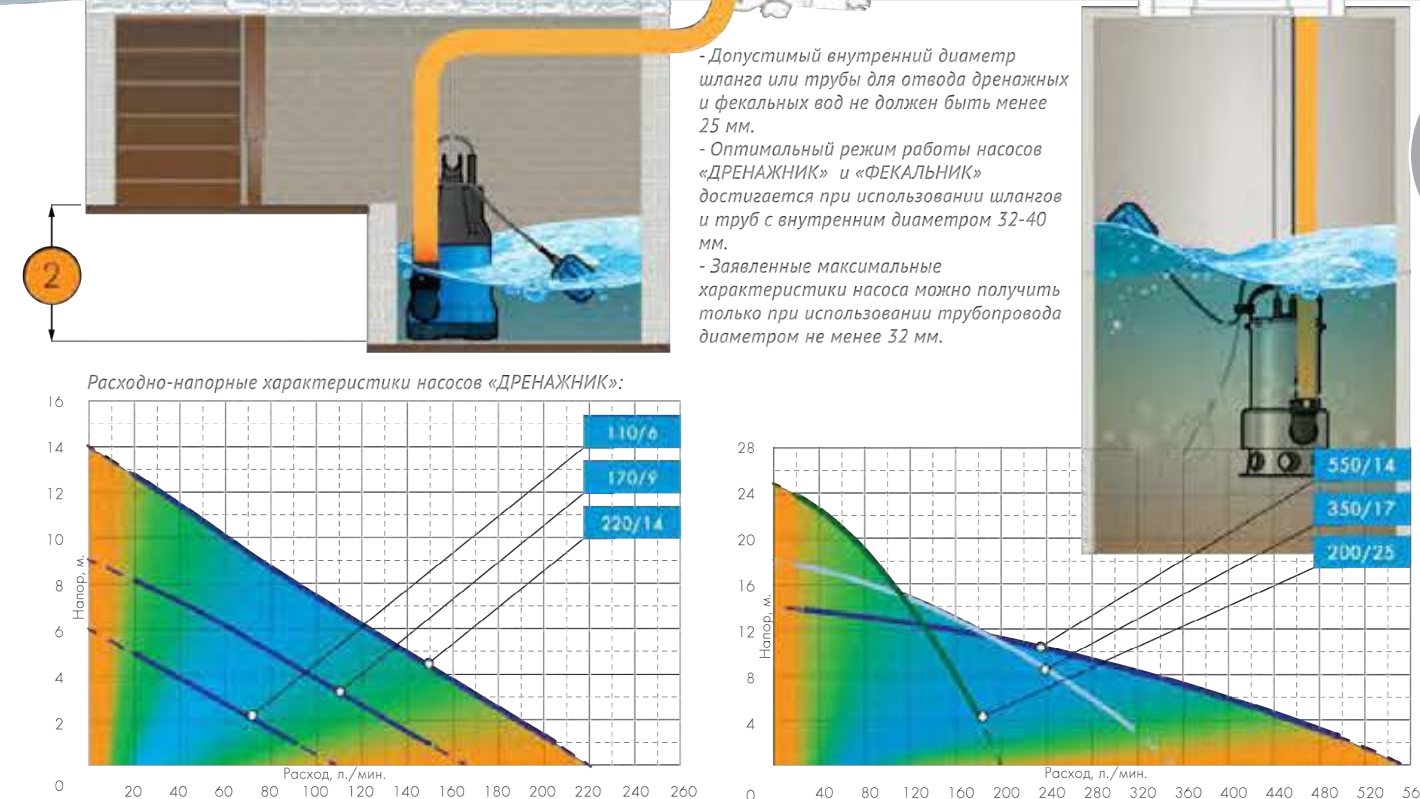 - Допустимый внутренний диаметр
шланга или трубы для отвода дренажных
и фекальных вод не должен быть менее
25 мм.
- Оптимальный режим работы насосов
«ДРЕНАЖНИК» и «ФЕКАЛЬНИК»
достигается при использовании шлангов
и труб с внутренним диаметром 32-40
мм.
- Заявленные максимальные
характеристики насоса можно получить
только при использовании трубопровода
диаметром не менее 32 мм.
2
Расходно-напорные характеристики насосов «ДРЕНАЖНИК»:
16
14
12
10
8
6
4
2
0
Напор, м.
110/6
170/9
220/14
Расход, л./мин.
20 40 60 80 100 120 140 160 180 200 220 240 260
28
24
20
16
12
8
4
0
Напор, м.
550/14
350/17
200/25
Расход, л./мин.
40 80 120 160 200 240 280 320 360 400 440 480 520 56